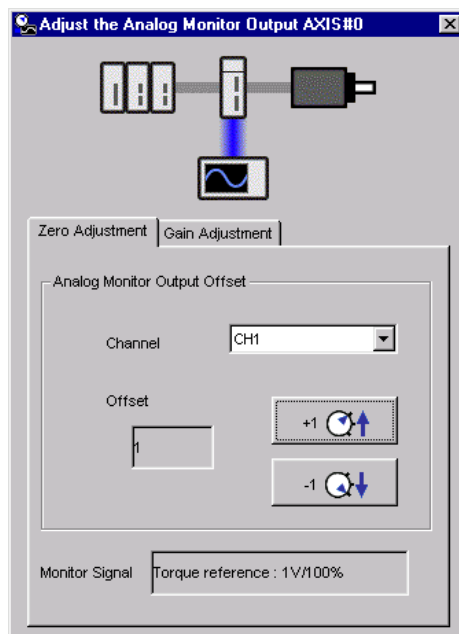 Adjust the Analog Monitor Output AXIS#0
Zero Adjustment
Gain Adjustment
Analog Monitor Output Offset
Channel
CH1
Offset
1
+1
-1
Monitor Signal
Torque reference : 1V/100%